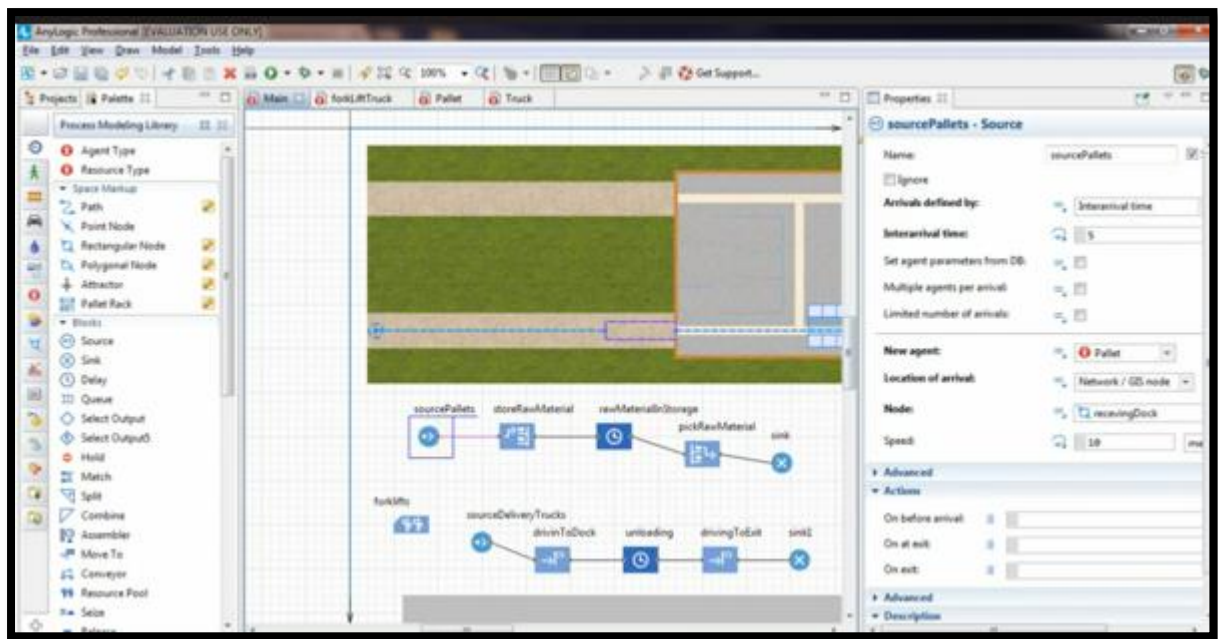 AnyLogic Professional [EVALUATION USE ONLY]
File Edit View Draw Model Tools Help
100% Get Support...
Projects Palette Main forkLiftTruck Pallet Truck Properties
Process Modeling Library
Agent Type
Resource Type
Space Markup
Path
Point Node
Rectangular Node
Polygonal Node
Attractor
Pallet Rack
Blocks
Source
Sink
Delay
Queue
Select Output
Select Output5
Hold
Match
Split
Combine
Assembler
Move To
Conveyor
Resource Pool
Seize
Release
sourcePallets storeRawMaterial rawMaterialInStorage
pickRawMaterial sink
forklifts
sourceDeliveryTrucks
drivinToDock unloading drivingToExit sink1
sourcePallets - Source
Name: sourcePallets
Ignore
Arrivals defined by: Interarrival time
Interarrival time: 5
Set agent parameters from DB:
Multiple agents per arrival:
Limited number of arrivals:
New agent: Pallet
Location of arrival: Network / GIS node
Node: recevingDock
Speed: 10
Advanced
Actions
On before arrival:
On at exit:
On exit:
Advanced
Description